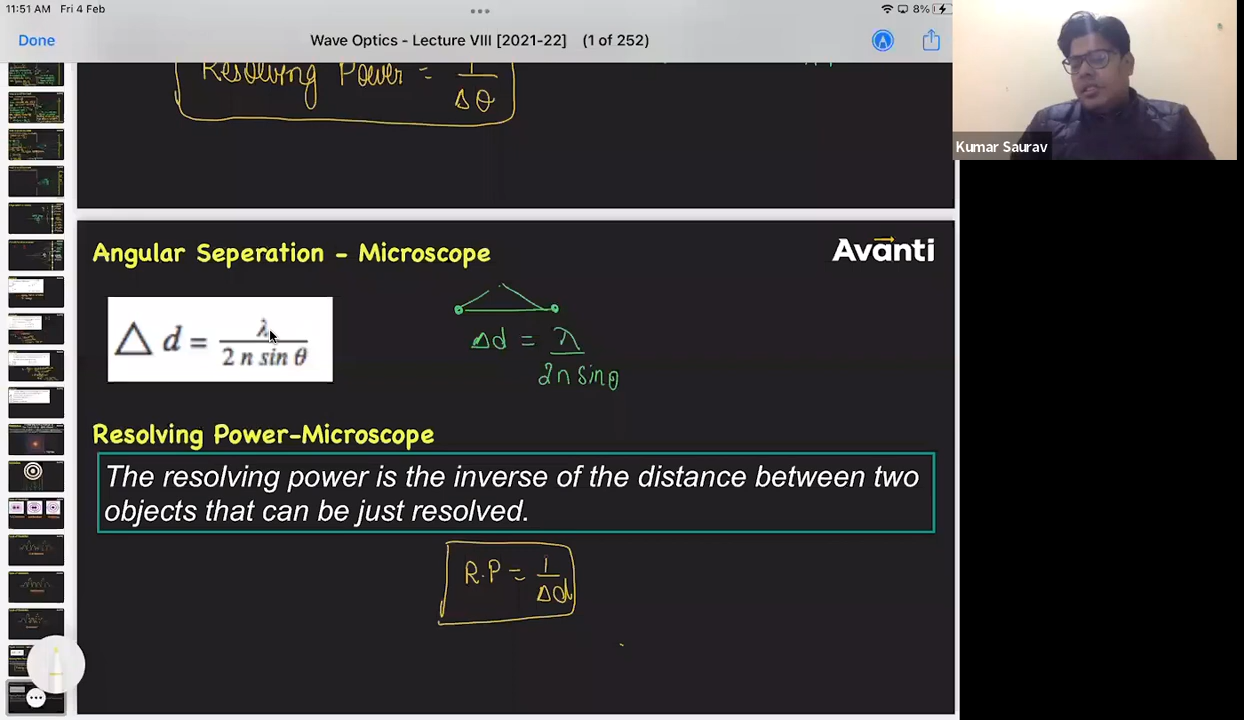 11:51 AM Fri 4 Feb
8%
Done
Wave Optics - Lecture VIII [2021-22] (1 of 252)
Resolving Power = 1
Δθ
Kumar Saurav
Angular Seperation - Microscope
Avanti
△ d = λ
2 n sin θ
Δd = λ
2n sinθ
Resolving Power-Microscope
The resolving power is the inverse of the distance between two
objects that can be just resolved.
R.P = 1
Δd